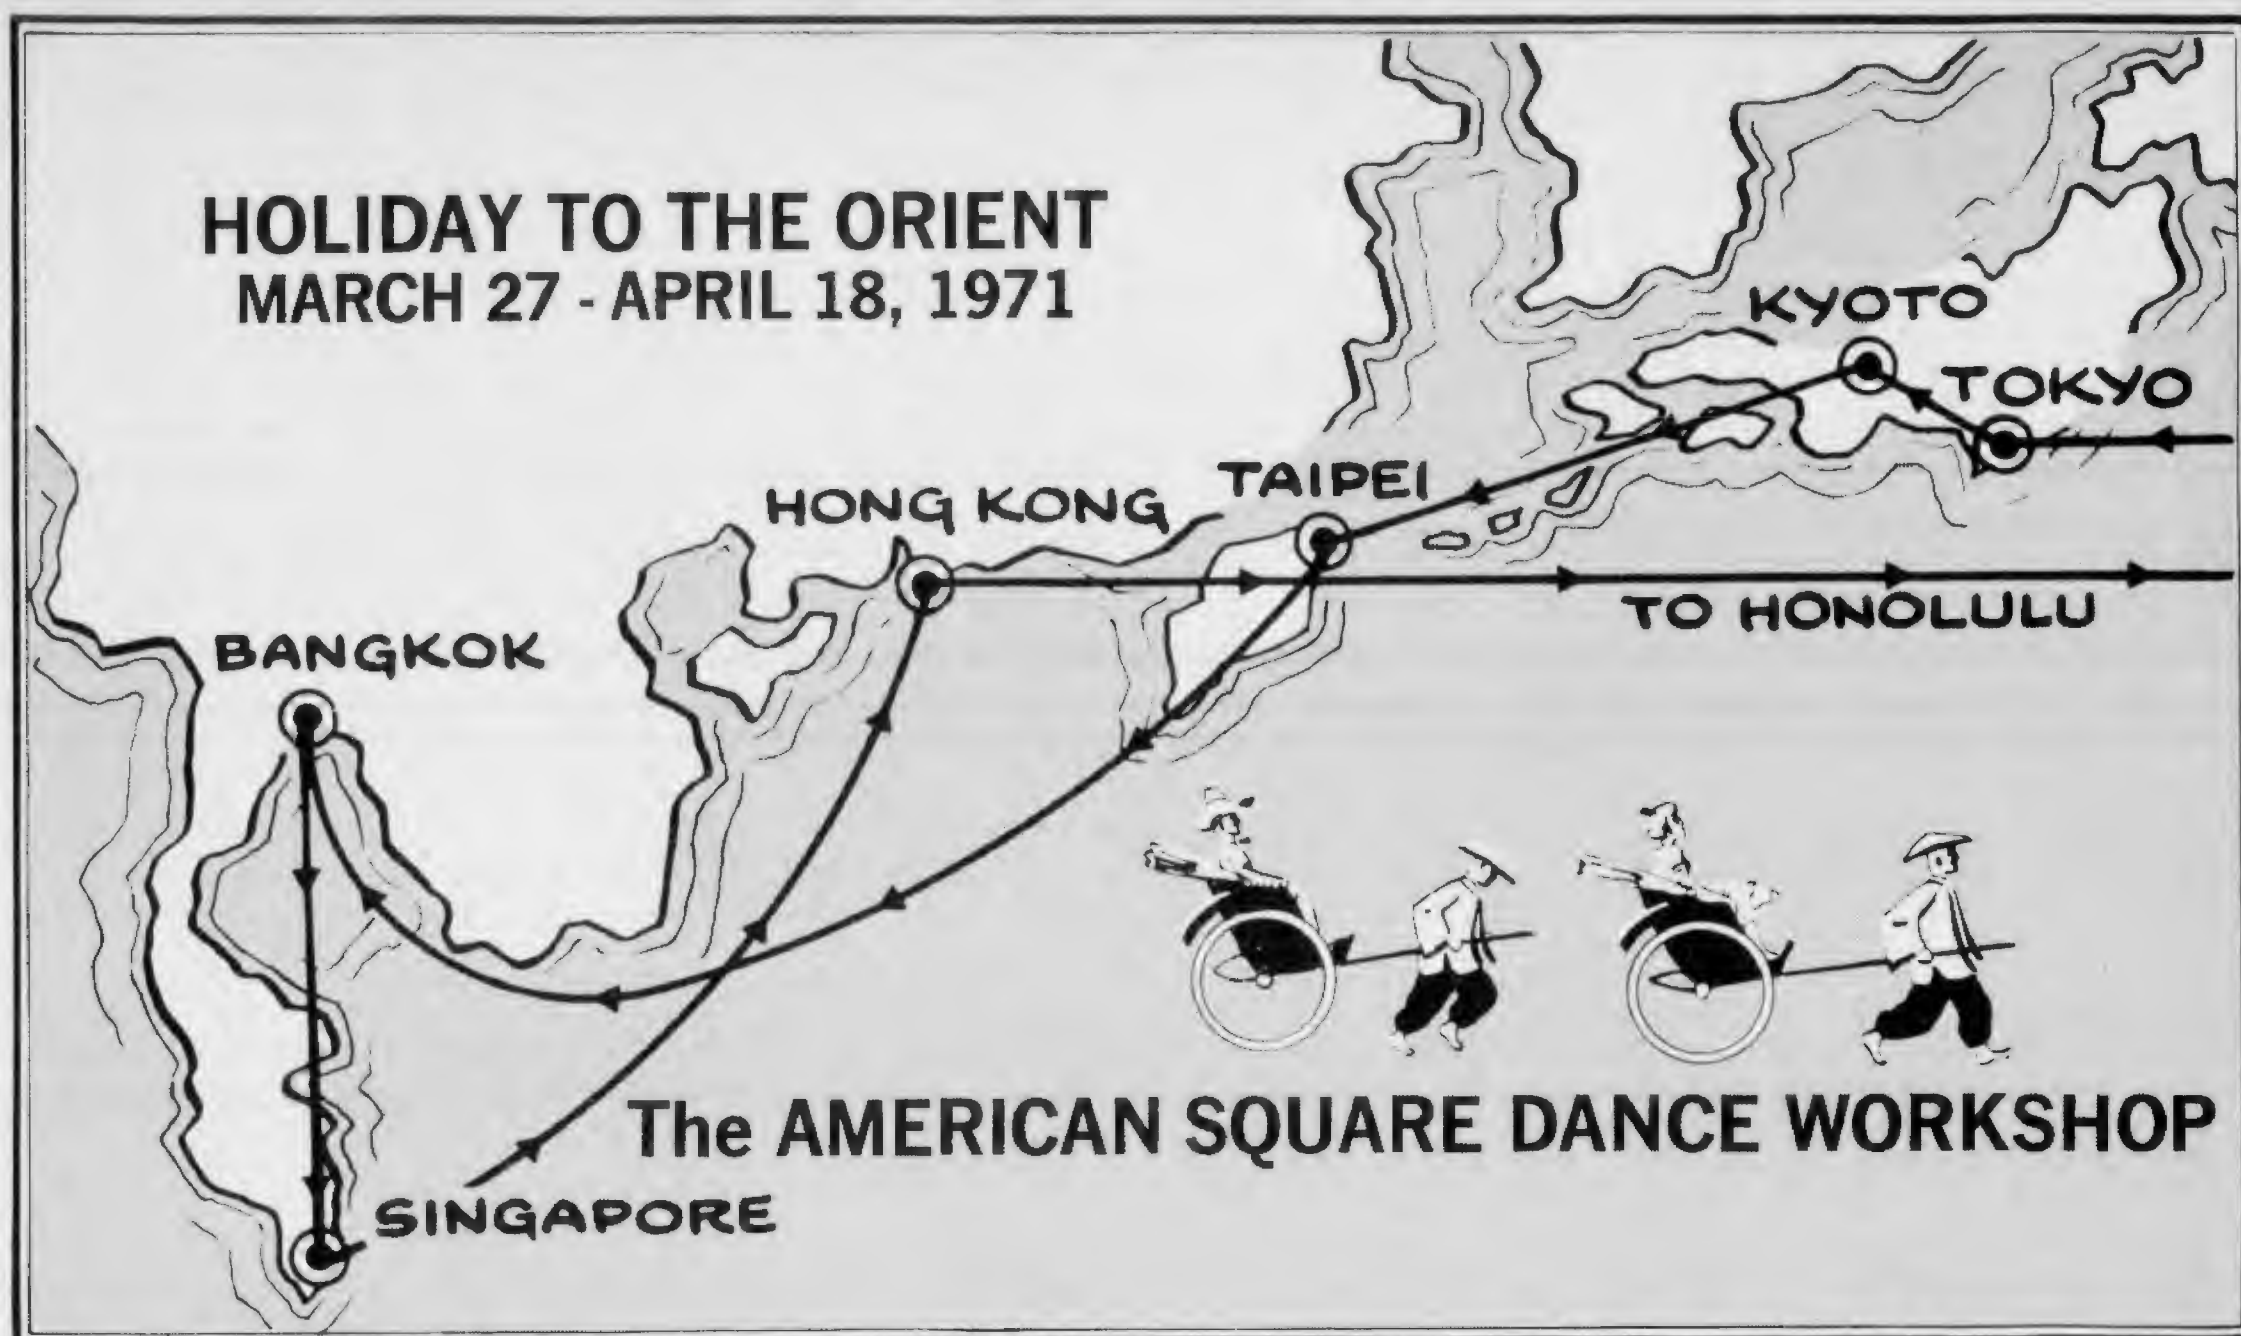 HOLIDAY TO THE ORIENT
MARCH 27 - APRIL 18, 1971
KYOTO
TOKYO
TAIPEI
HONG KONG
TO HONOLULU
BANGKOK
The AMERICAN SQUARE DANCE WORKSHOP
SINGAPORE